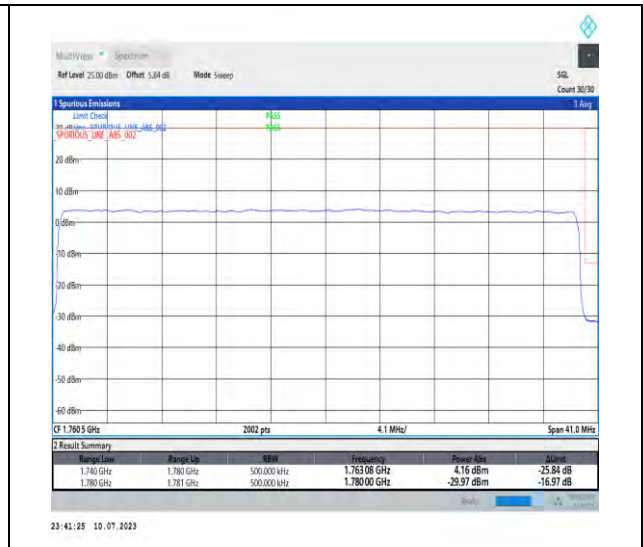 MultiView Spectrum
Ref Level 25.00 dBm Offset 5.84 dB Mode Sweep SGL
Count 30/30
1 Spurious Emissions 1 Avg
Limit Check PASS
Line _SPURIOUS_LINE_ABS_002 PASS
_SPURIOUS_LINE_ABS_002
20 dBm
10 dBm
0 dBm
-10 dBm
-20 dBm
-30 dBm
-40 dBm
-50 dBm
-60 dBm
CF 1.7605 GHz 2002 pts 4.1 MHz/ Span 41.0 MHz
2 Result Summary
Range Low Range Up RBW Frequency Power Abs ΔLimit
1.740 GHz 1.780 GHz 500.000 kHz 1.76308 GHz 4.16 dBm -25.84 dB
1.780 GHz 1.781 GHz 500.000 kHz 1.78000 GHz -29.97 dBm -16.97 dB
23:41:25 10.07.2023